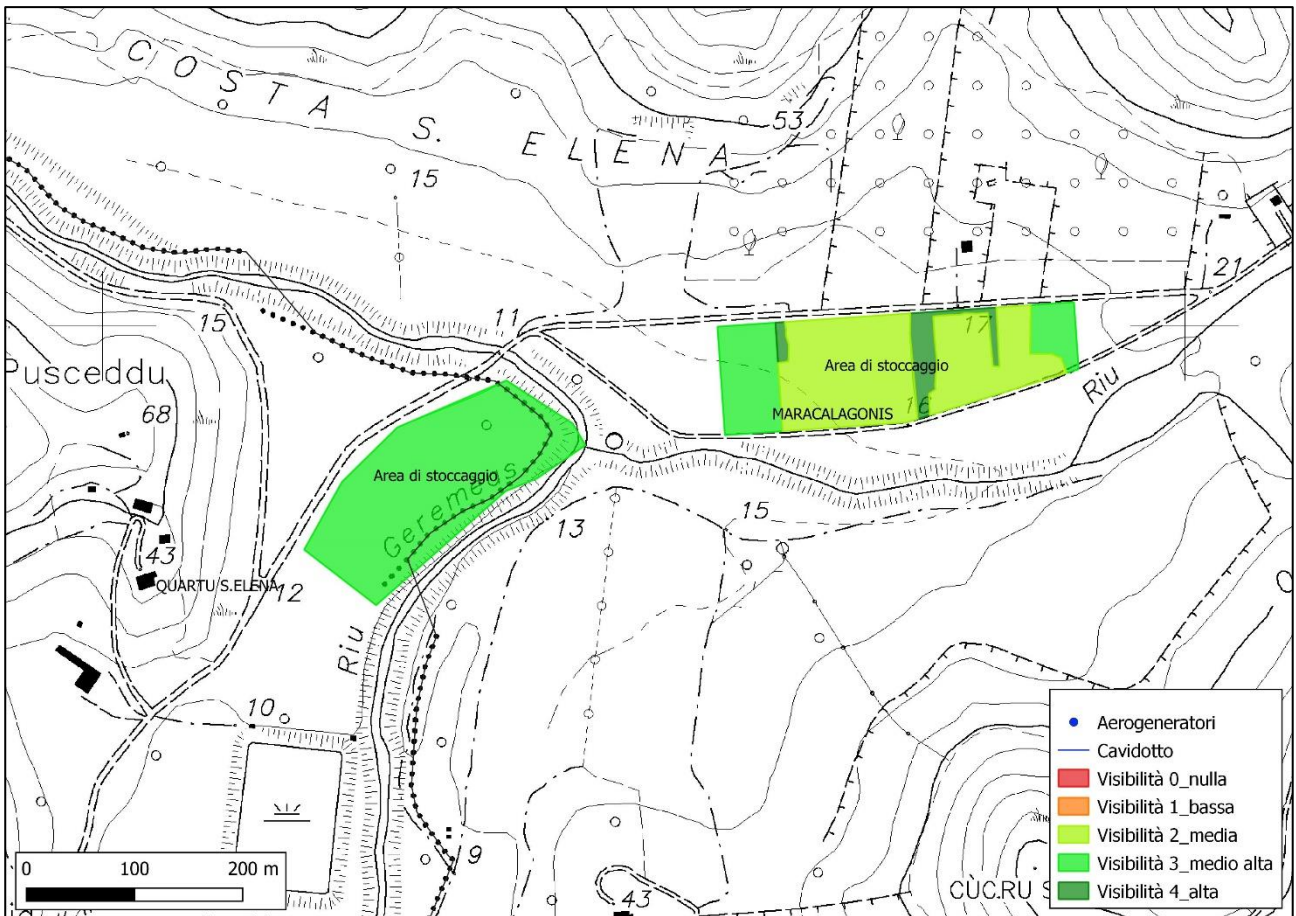 COSTA S. ELENA
53
15
15
11
21
17
Pusceddu
Area di stoccaggio
68
MARACALAGONIS
16
Riu
Area di stoccaggio
Geremeas
13
15
43
QUARTU S.ELENA
12
Riu
10
9
43
CÙC.RU S
0 100 200 m
Aerogeneratori
Cavidotto
Visibilità 0_nulla
Visibilità 1_bassa
Visibilità 2_media
Visibilità 3_medio alta
Visibilità 4_alta